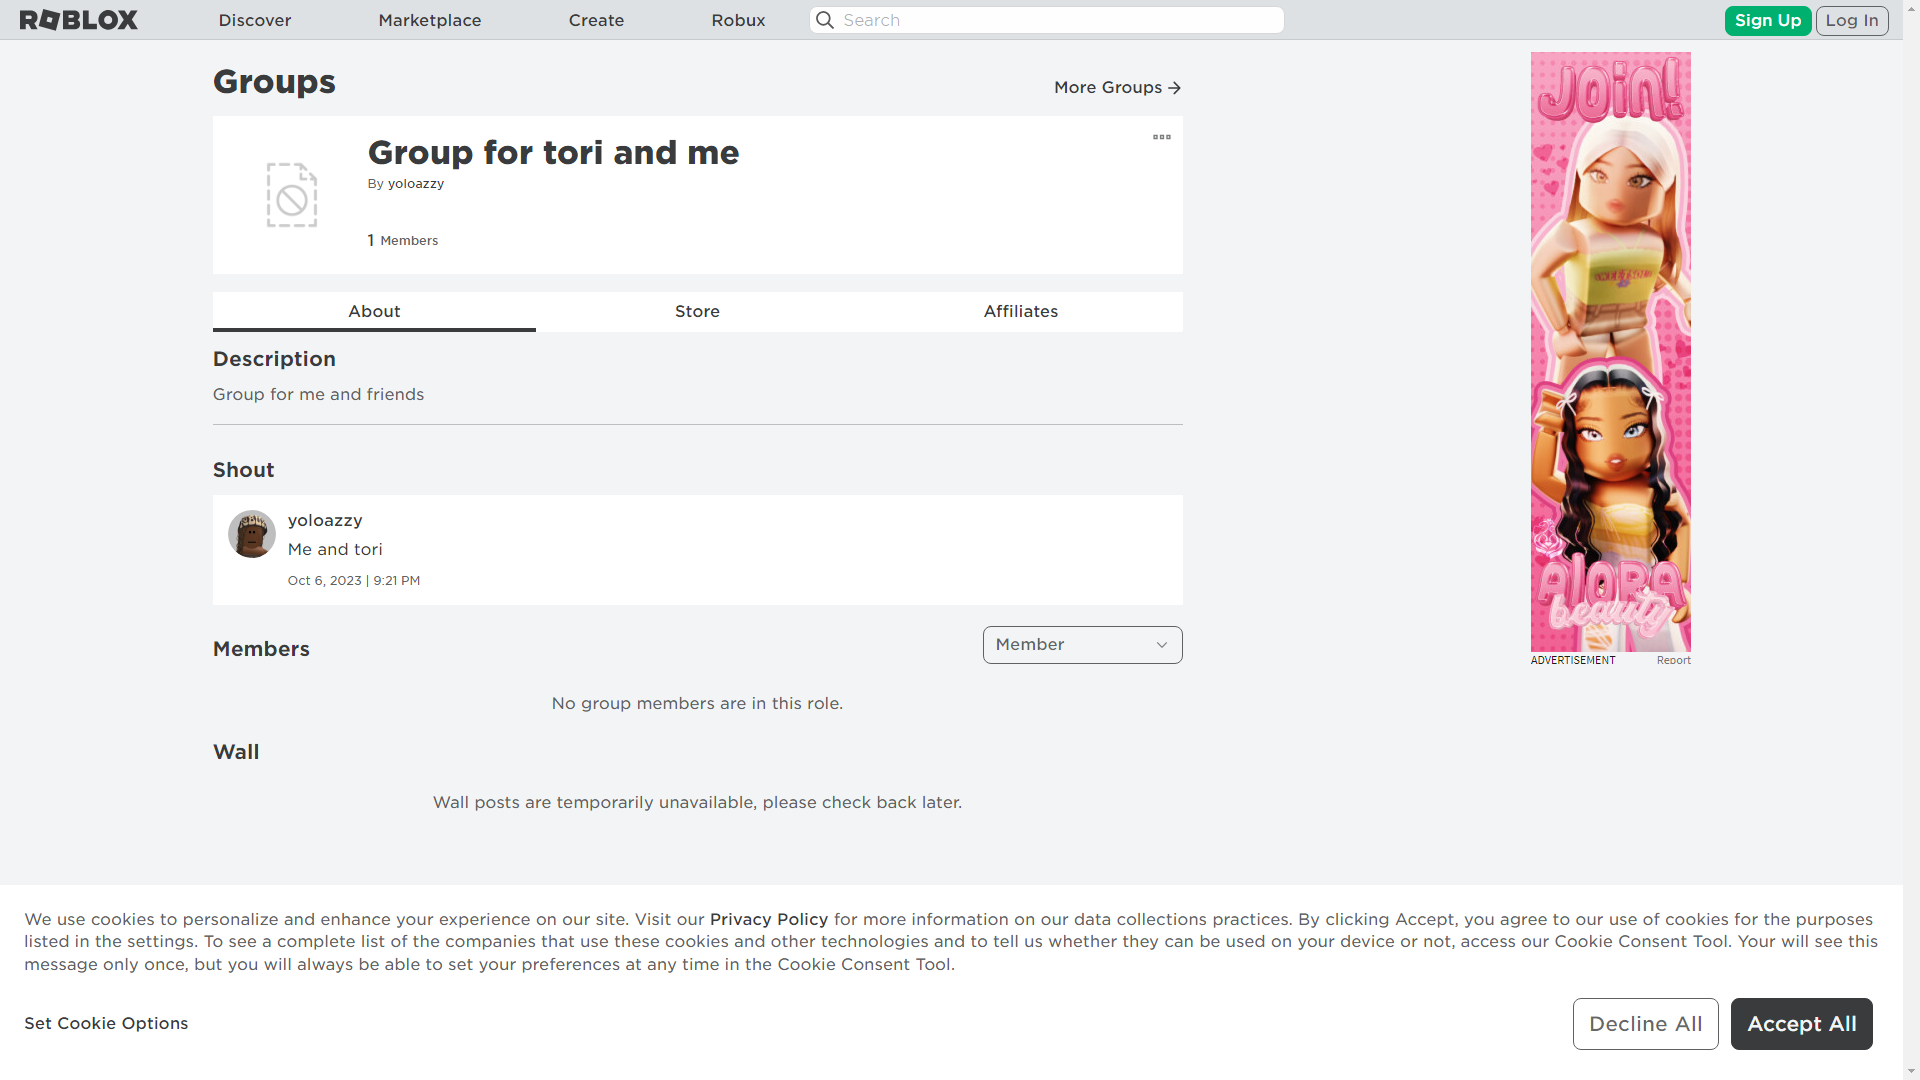 ROBLOX
Discover
Marketplace
Create
Robux
Search
Sign Up
Log In
Groups
More Groups
Group for tori and me
By yoloazzy
1 Members
About
Store
Affiliates
Description
Group for me and friends
Shout
yoloazzy
Me and tori
Oct 6, 2023 | 9:21 PM
Members
Member
No group members are in this role.
Wall
Wall posts are temporarily unavailable, please check back later.
JOIN!
AlORA
beauty
ADVERTISEMENT
Report
We use cookies to personalize and enhance your experience on our site. Visit our Privacy Policy for more information on our data collections practices. By clicking Accept, you agree to our use of cookies for the purposes
listed in the settings. To see a complete list of the companies that use these cookies and other technologies and to tell us whether they can be used on your device or not, access our Cookie Consent Tool. Your will see this
message only once, but you will always be able to set your preferences at any time in the Cookie Consent Tool.
Set Cookie Options
Decline All
Accept All